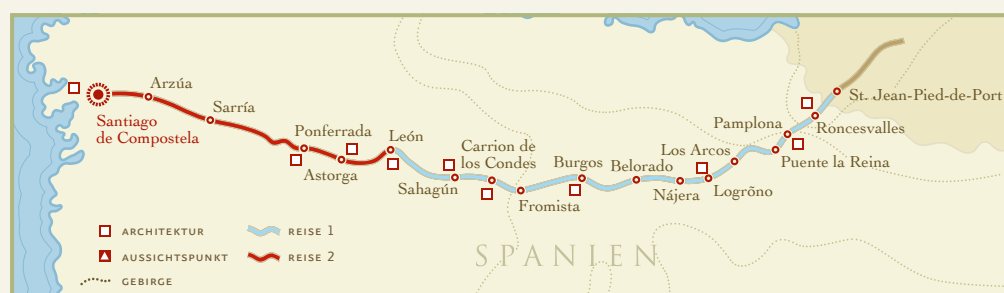 Arzúa
Santiago
de Compostela
Sarría
Ponferrada
Astorga
León
Sahagún
Carrion de
los Condes
Fromista
Burgos
Belorado
Nájera
Los Arcos
Logrõno
Pamplona
Puente la Reina
Roncesvalles
St. Jean-Pied-de-Port
SPANIEN
ARCHITEKTUR
REISE 1
AUSSICHTSPUNKT
REISE 2
GEBIRGE